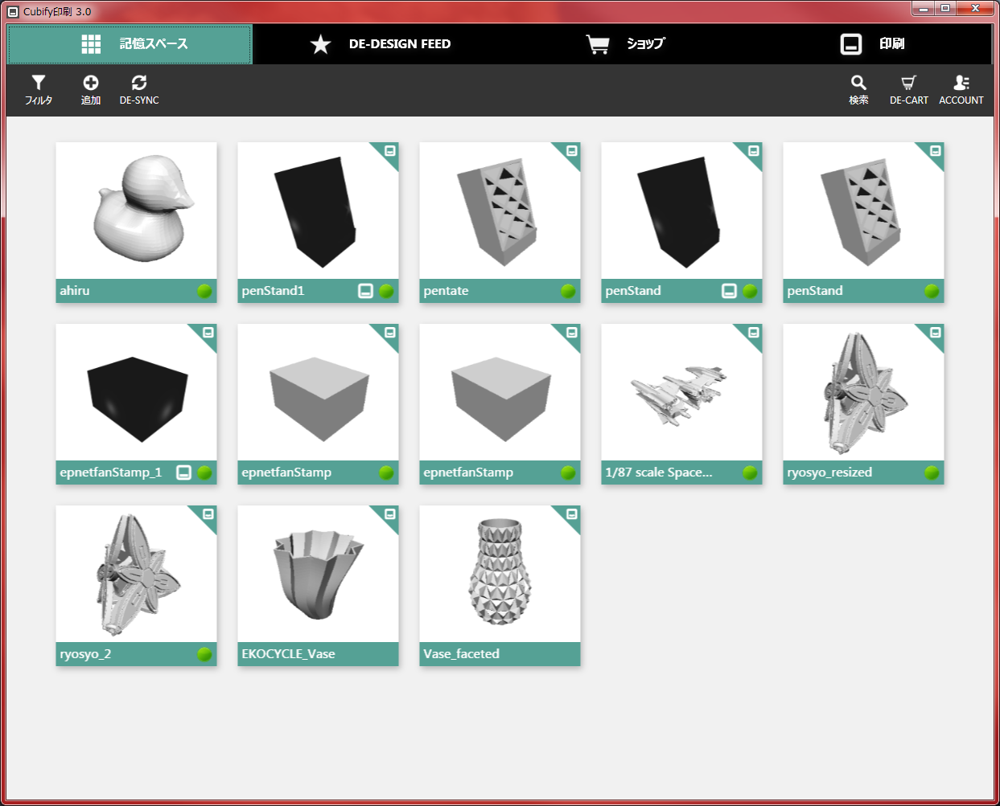 Cubify印刷 3.0
記憶スペース
DE-DESIGN FEED
ショップ
印刷
フィルタ
追加
DE-SYNC
検索
DE-CART
ACCOUNT
ahiru
penStand1
pentate
penStand
penStand
epnetfanStamp_1
epnetfanStamp
epnetfanStamp
1/87 scale Space...
ryosyo_resized
ryosyo_2
EKOCYCLE_Vase
Vase_faceted